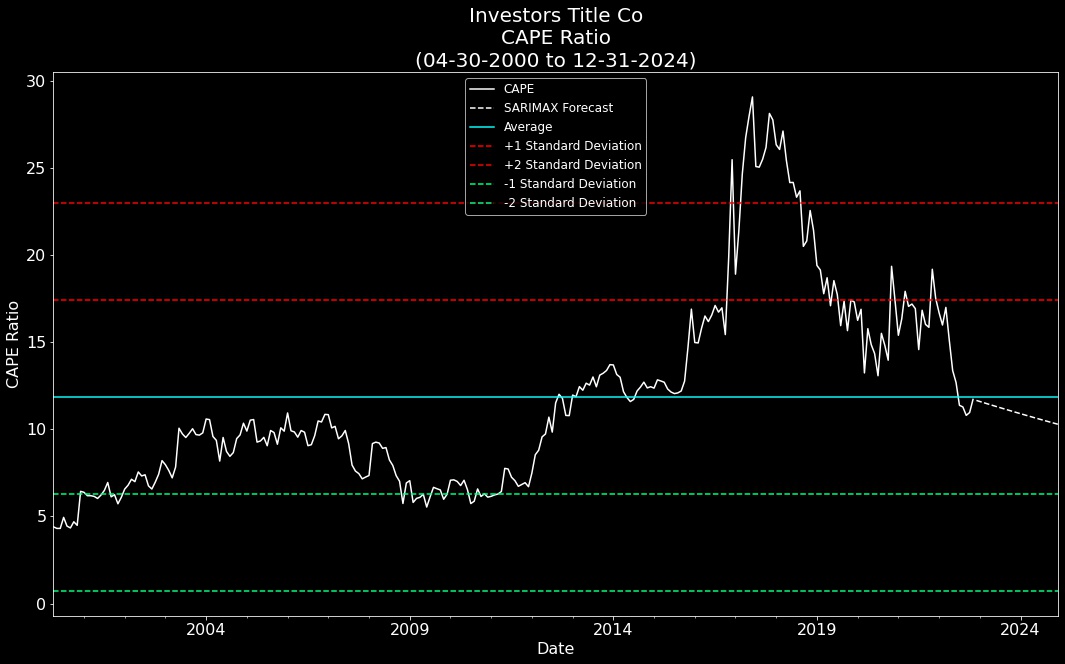 Investors Title Co
CAPE Ratio
(04-30-2000 to 12-31-2024)
CAPE
SARIMAX Forecast
Average
+1 Standard Deviation
+2 Standard Deviation
-1 Standard Deviation
-2 Standard Deviation
CAPE Ratio
30
25
20
15
10
5
0
2004
2009
2014
2019
2024
Date